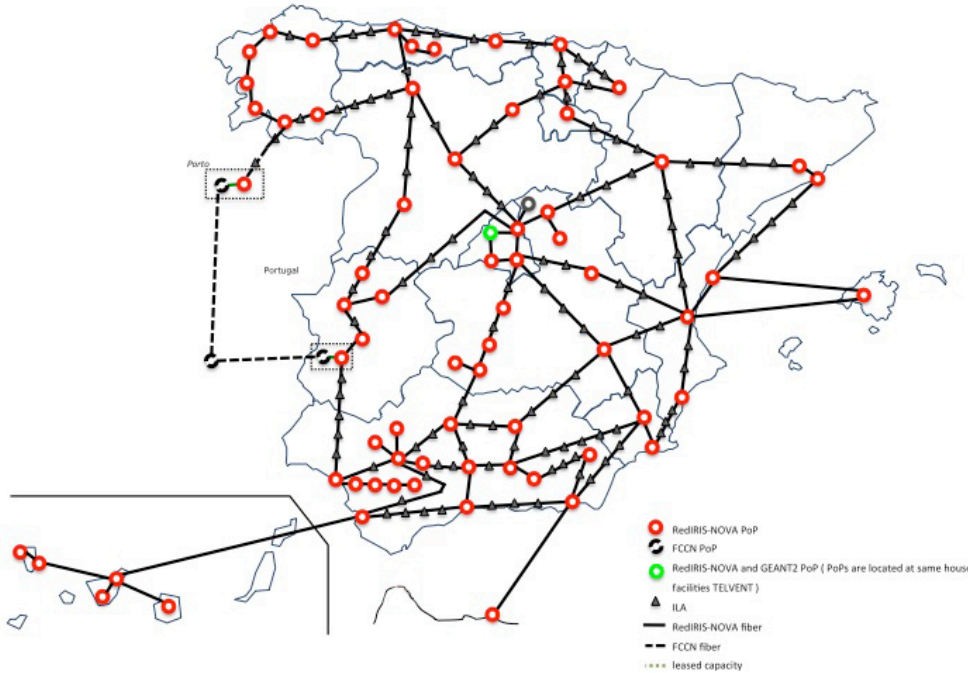 Porto
Portugal
RedIRIS-NOVA PoP
FCCN PoP
RedIRIS-NOVA and GEANT2 PoP ( PoPs are located at same house
facilities TELVENT )
ILA
RedIRIS-NOVA fiber
FCCN fiber
leased capacity